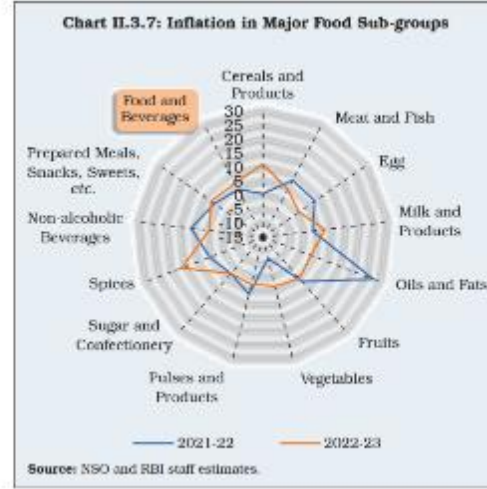 Chart II.3.7: Inflation in Major Food Sub-groups
Cereals and
Products
Food and
Beverages
30
25
20
15
10
5
0
-5
-10
-15
Meat and Fish
Egg
Prepared Meals,
Snacks, Sweets,
etc.
Non-alcoholic
Beverages
Milk and
Products
Spices
Oils and Fats
Sugar and
Confectionery
Fruits
Pulses and
Products
Vegetables
2021-22
2022-23
Source: NSO and RBI staff estimates.